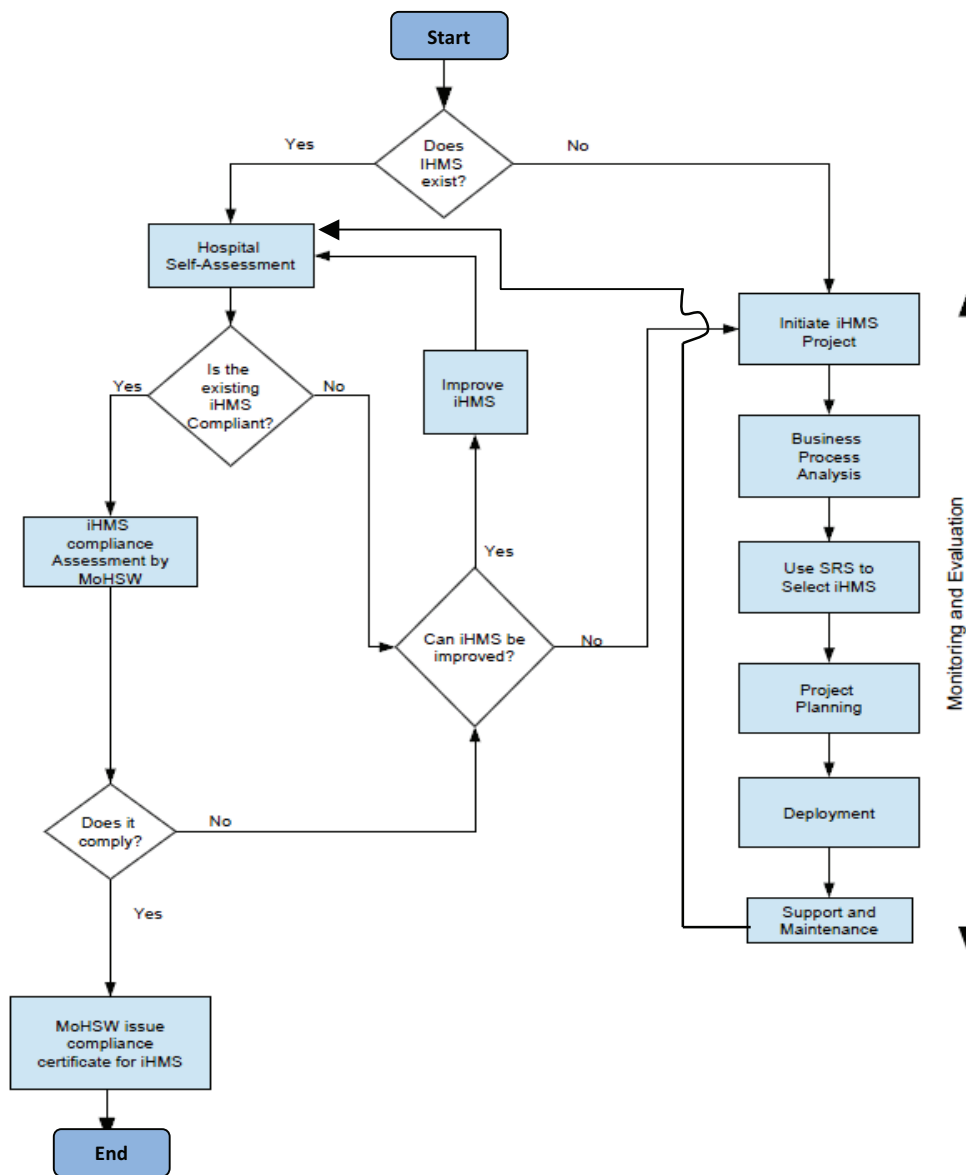 Start
Does
IHMS
exist?
Yes
No
Hospital
Self-Assessment
Initiate iHMS
Project
Is the
existing
iHMS
Compliant?
Yes
No
Improve
iHMS
Business
Process
Analysis
iHMS
compliance
Assessment by
MoHSW
Yes
Use SRS to
Select iHMS
Can iHMS be
improved?
No
Monitoring and Evaluation
Project
Planning
Does it
comply?
No
Deployment
Yes
Support and
Maintenance
MoHSW issue
compliance
certificate for iHMS
End